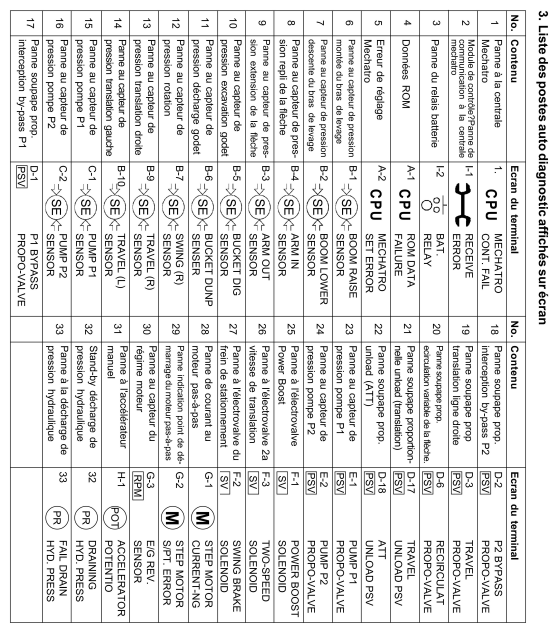 3. Liste des postes auto diagnostic affichés sur écran
No. Contenu Ecran du terminal No. Contenu Ecran du terminal
1 Panne à la centrale
Mechatro
1. CPU MECHATRO
CONT. FAIL
2 Module de contrôle?Panne de
communication à la centrale
mechatro
I-1 RECEIVE
ERROR
3 Panne du relais batterie
I-2 BAT.
RELAY
4 Données ROM
A-1 CPU ROM DATA
FAILURE
5 Erreur de réglage
Mechatro
A-2 CPU MECHATRO
SET ERROR
6 Panne au capteur de pression
montée du bras de levage
B-1 SE BOOM RAISE
SENSOR
7 Panne au capteur de pression
descente du bras de levage
B-2 SE BOOM LOWER
SENSOR
8 Panne au capteur de pres-
sion repli de la flèche
B-4 SE ARM IN
SENSOR
9 Panne au capteur de pres-
sion extension de la flèche
B-3 SE ARM OUT
SENSOR
10 Panne au capteur de
pression excavation godet
B-5 SE BUCKET DIG
SENSOR
11 Panne au capteur de
pression décharge godet
B-6 SE BUCKET DUNP
SENSER
12 Panne au capteur de
pression rotation
B-7 SE SWING (R)
SENSOR
13 Panne au capteur de
pression translation droite
B-9 SE TRAVEL (R)
SENSOR
14 Panne au capteur de
pression translation gauche
B-10 SE TRAVEL (L)
SENSOR
15 Panne au capteur de
pression pompe P1
C-1 SE PUMP P1
SENSOR
16 Panne au capteur de
pression pompe P2
C-2 SE PUMP P2
SENSOR
17 Panne soupape prop.
interception by-pass P1
D-1 PSV P1 BYPASS
PROPO-VALVE
18 Panne soupape prop.
interception by-pass P2
D-2 PSV P2 BYPASS
PROPO-VALVE
19 Panne soupape prop.
translation ligne droite
D-3 PSV TRAVEL
PROPO-VALVE
20 Panne soupape prop.
ecirculation variable de la flèche.
D-6 PSV RECIRCULAT
PROPO-VALVE
21 Panne soupape proportion-
nelle unload (translation)
D-17 PSV TRAVEL
UNLOAD PSV
22 Panne soupape prop.
unload (ATT)
D-18 PSV ATT
UNLOAD PSV
23 Panne au capteur de
pression pompe P1
E-1 PSV PUMP P1
PROPO-VALVE
24 Panne au capteur de
pression pompe P2
E-2 PSV PUMP P2
PROPO-VALVE
25 Panne à l'électrovalve
Power Boost
F-1 SV POWER BOOST
SOLENOID
26 Panne à l'électrovalve 2a
vitesse de translation
F-3 SV TWO-SPEED
SOLENOID
27 Panne à l'électrovalve du
frein de stationnement
F-2 SV SWING BRAKE
SOLENOID
28 Panne de courant au
moteur pas-à-pas
G-1 M STEP MOTOR
CURRENT-NG
29 Panne indication point de dé-
marrage du moteur pas-à-pas
G-2 M STEP MOTOR
S/PT. ERROR
30 Panne au capteur du
régime moteur
G-3 RPM E/G REV.
SENSOR
31 Panne à l'accélérateur
manuel
H-1 POT ACCELERATOR
POTENTIO
32 Stand-by décharge de
pression hydraulique
32 PR DRAINING
HYD. PRESS
33 Panne à la décharge de
pression hydraulique
33 PR FAIL DRAIN
HYD. PRESS